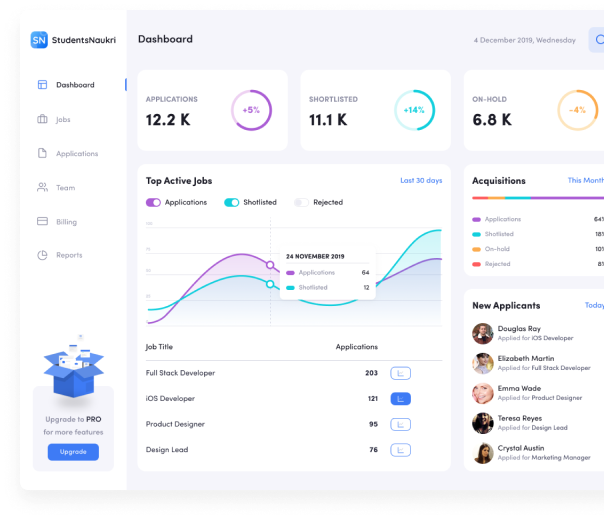 SN StudentsNaukri
Dashboard
4 December 2019, Wednesday
Dashboard
Jobs
Applications
Team
Billing
Reports
Upgrade to PRO
for more features
Upgrade
APPLICATIONS
12.2 K
+5%
SHORTLISTED
11.1 K
+14%
ON-HOLD
6.8 K
-4%
Top Active Jobs
Last 30 days
Applications
Shotlisted
Rejected
100
24 NOVEMBER 2019
Applications 64
Shotlisted 12
Job Title Applications
Full Stack Developer 203
iOS Developer 121
Product Designer 95
Design Lead 76
Acquisitions
This Month
Applications 64%
Shotlisted 18%
On-hold 10%
Rejected 8%
New Applicants
Today
Douglas Ray
Applied for iOS Developer
Elizabeth Martin
Applied for Full Stack Developer
Emma Wade
Applied for Product Designer
Teresa Reyes
Applied for Design Lead
Crystal Austin
Applied for Marketing Manager